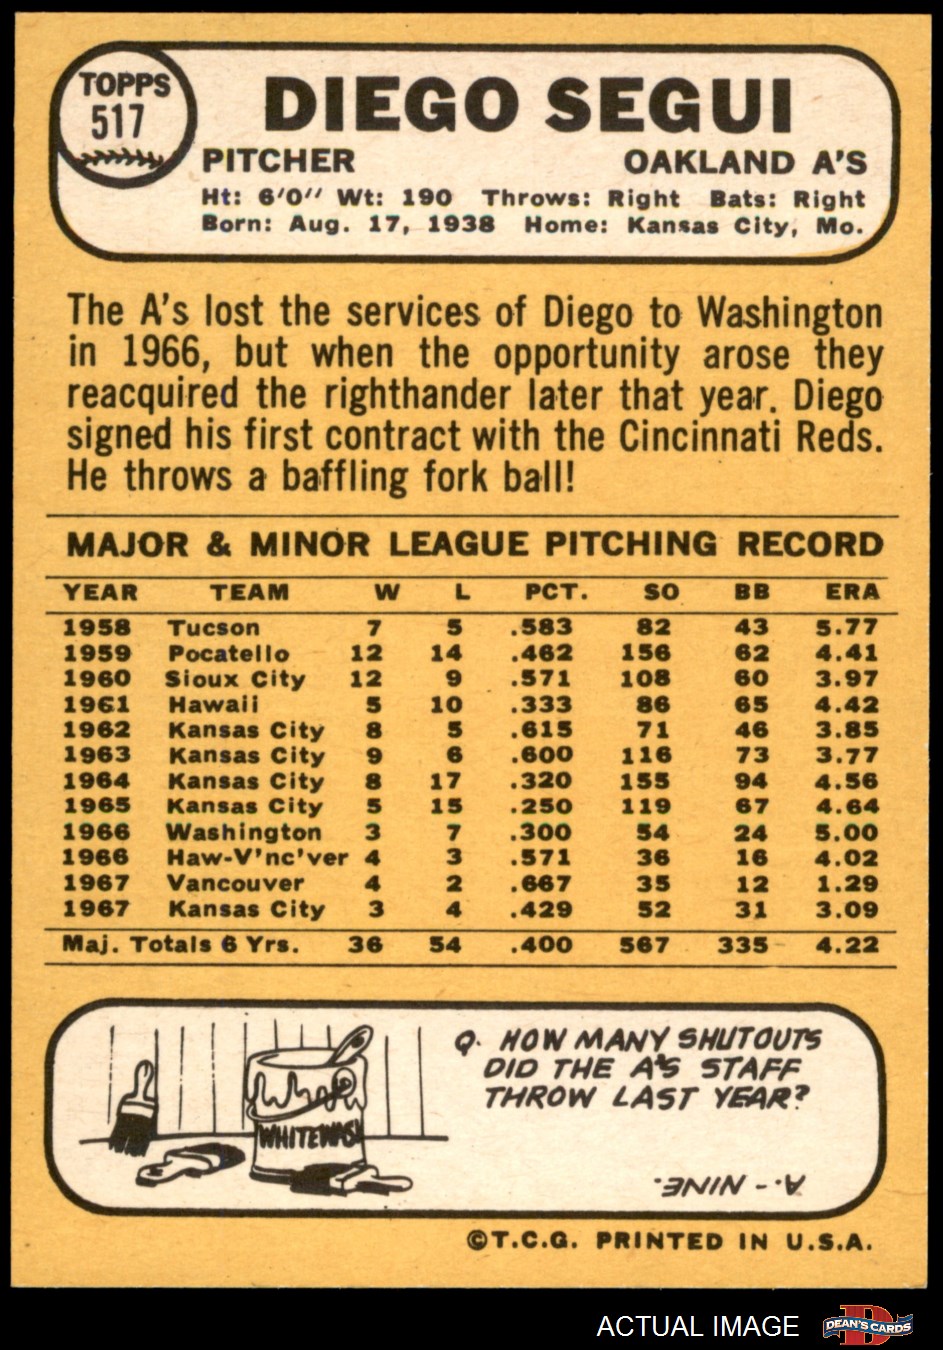 TOPPS
517
DIEGO SEGUI
PITCHER OAKLAND A'S
Ht: 6'0'' Wt: 190 Throws: Right Bats: Right
Born: Aug. 17, 1938 Home: Kansas City, Mo.
The A's lost the services of Diego to Washington
in 1966, but when the opportunity arose they
reacquired the righthander later that year. Diego
signed his first contract with the Cincinnati Reds.
He throws a baffling fork ball!
MAJOR & MINOR LEAGUE PITCHING RECORD
YEAR TEAM W L PCT. SO BB ERA
1958 Tucson 7 5 .583 82 43 5.77
1959 Pocatello 12 14 .462 156 62 4.41
1960 Sioux City 12 9 .571 108 60 3.97
1961 Hawaii 5 10 .333 86 65 4.42
1962 Kansas City 8 5 .615 71 46 3.85
1963 Kansas City 9 6 .600 116 73 3.77
1964 Kansas City 8 17 .320 155 94 4.56
1965 Kansas City 5 15 .250 119 67 4.64
1966 Washington 3 7 .300 54 24 5.00
1966 Haw-V'nc'ver 4 3 .571 36 16 4.02
1967 Vancouver 4 2 .667 35 12 1.29
1967 Kansas City 3 4 .429 52 31 3.09
Maj. Totals 6 Yrs. 36 54 .400 567 335 4.22
Q. HOW MANY SHUTOUTS
DID THE A'S STAFF
THROW LAST YEAR?
WHITEWASH
A.- NINE.
©T.C.G. PRINTED IN U.S.A.
ACTUAL IMAGE
DEAN'S CARDS